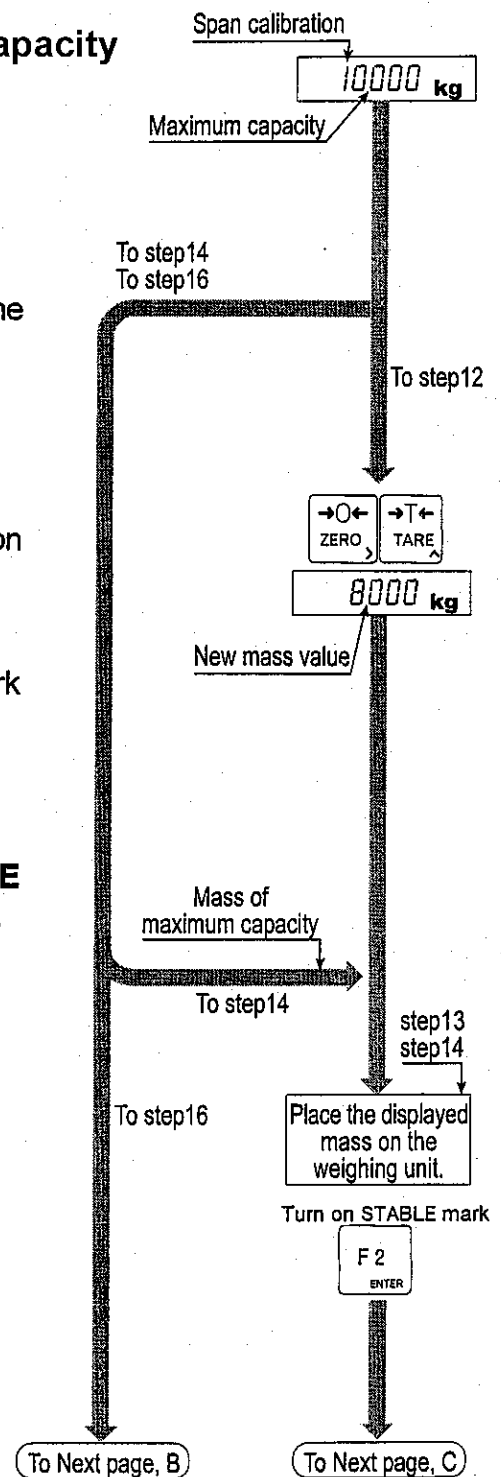 apacity
Span calibration
10000 kg
Maximum capacity
To step14
To step16
ne
To step12
→0← →T←
ZERO > TARE ^
on
8000 kg
New mass value
rk
E
Mass of
maximum capacity
To step14
step13
step14
To step16
Place the displayed
mass on the
weighing unit.
Turn on STABLE mark
F 2
ENTER
To Next page, B
To Next page, C